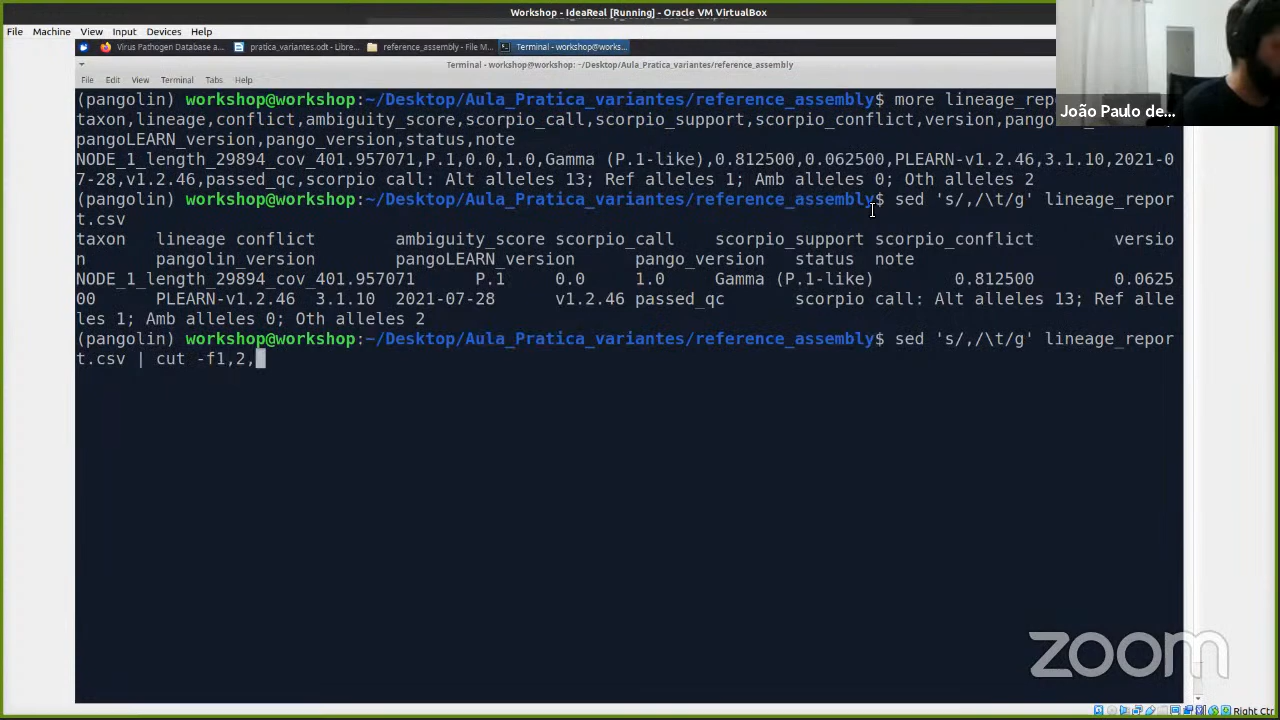 Workshop - IdeaReal [Running] - Oracle VM VirtualBox
File Machine View Input Devices Help
Virus Pathogen Database a... pratica_variantes.odt - Libre... reference_assembly - File M... Terminal - workshop@works...
Terminal - workshop@workshop: ~/Desktop/Aula_Pratica_variantes/reference_assembly
File Edit View Terminal Tabs Help
João Paulo de...
(pangolin) workshop@workshop:~/Desktop/Aula_Pratica_variantes/reference_assembly$ more lineage_repo
taxon,lineage,conflict,ambiguity_score,scorpio_call,scorpio_support,scorpio_conflict,version,pango
pangoLEARN_version,pango_version,status,note
NODE_1_length_29894_cov_401.957071,P.1,0.0,1.0,Gamma (P.1-like),0.812500,0.062500,PLEARN-v1.2.46,3.1.10,2021-0
7-28,v1.2.46,passed_qc,scorpio call: Alt alleles 13; Ref alleles 1; Amb alleles 0; Oth alleles 2
(pangolin) workshop@workshop:~/Desktop/Aula_Pratica_variantes/reference_assembly$ sed 's/,/\t/g' lineage_repor
t.csv
taxon lineage conflict ambiguity_score scorpio_call scorpio_support scorpio_conflict versio
n pangolin_version pangoLEARN_version pango_version status note
NODE_1_length_29894_cov_401.957071 P.1 0.0 1.0 Gamma (P.1-like) 0.812500 0.0625
00 PLEARN-v1.2.46 3.1.10 2021-07-28 v1.2.46 passed_qc scorpio call: Alt alleles 13; Ref alle
les 1; Amb alleles 0; Oth alleles 2
(pangolin) workshop@workshop:~/Desktop/Aula_Pratica_variantes/reference_assembly$ sed 's/,/\t/g' lineage_repor
t.csv | cut -f1,2,
zoom
Right Ctr